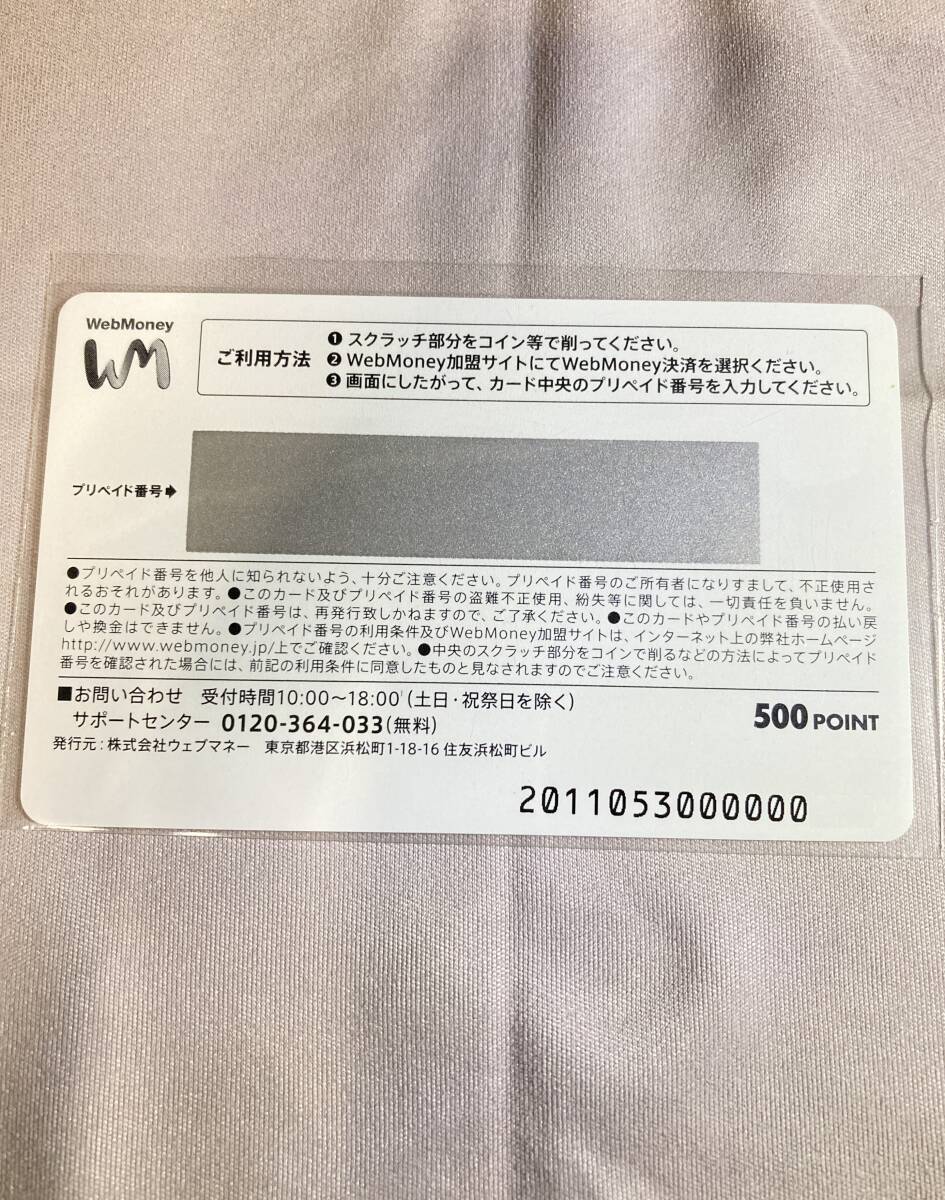 WebMoney
ご利用方法
❶ スクラッチ部分をコイン等で削ってください。
❷ WebMoney加盟サイトにてWebMoney決済を選択ください。
❸ 画面にしたがって、カード中央のプリペイド番号を入力してください。
プリペイド番号➡
●プリペイド番号を他人に知られないよう、十分ご注意ください。プリペイド番号のご所有者になりすまして、不正使用さ
れるおそれがあります。●このカード及びプリペイド番号の盗難不正使用、紛失等に関しては、一切責任を負いません。
●このカード及びプリペイド番号は、再発行致しかねますので、ご了承ください。●このカードやプリペイド番号の払い戻
しや換金はできません。●プリペイド番号の利用条件及びWebMoney加盟サイトは、インターネット上の弊社ホームページ
http://www.webmoney.jp/上でご確認ください。●中央のスクラッチ部分をコインで削るなどの方法によってプリペイド
番号を確認された場合には、前記の利用条件に同意したものと見なされますのでご注意ください。
■お問い合わせ 受付時間10:00〜18:00 (土日・祝祭日を除く)
サポートセンター 0120-364-033(無料)
500 POINT
発行元:株式会社ウェブマネー 東京都港区浜松町1-18-16 住友浜松町ビル
2011053000000